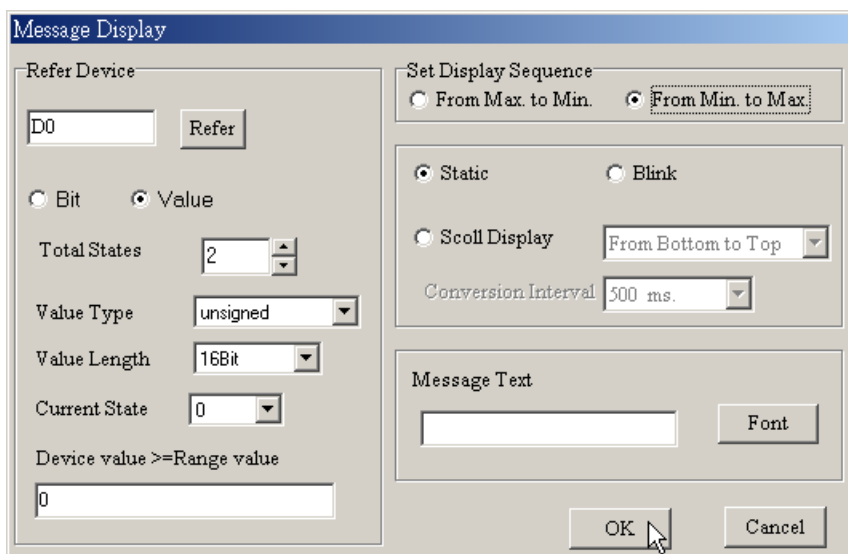 Message Display
Refer Device
D0
Refer
Bit
Value
Total States
2
Value Type
unsigned
Value Length
16Bit
Current State
0
Device value >=Range value
0
Set Display Sequence
From Max. to Min.
From Min. to Max.
Static
Blink
Scoll Display
From Bottom to Top
Conversion Interval
500 ms.
Message Text
Font
OK
Cancel